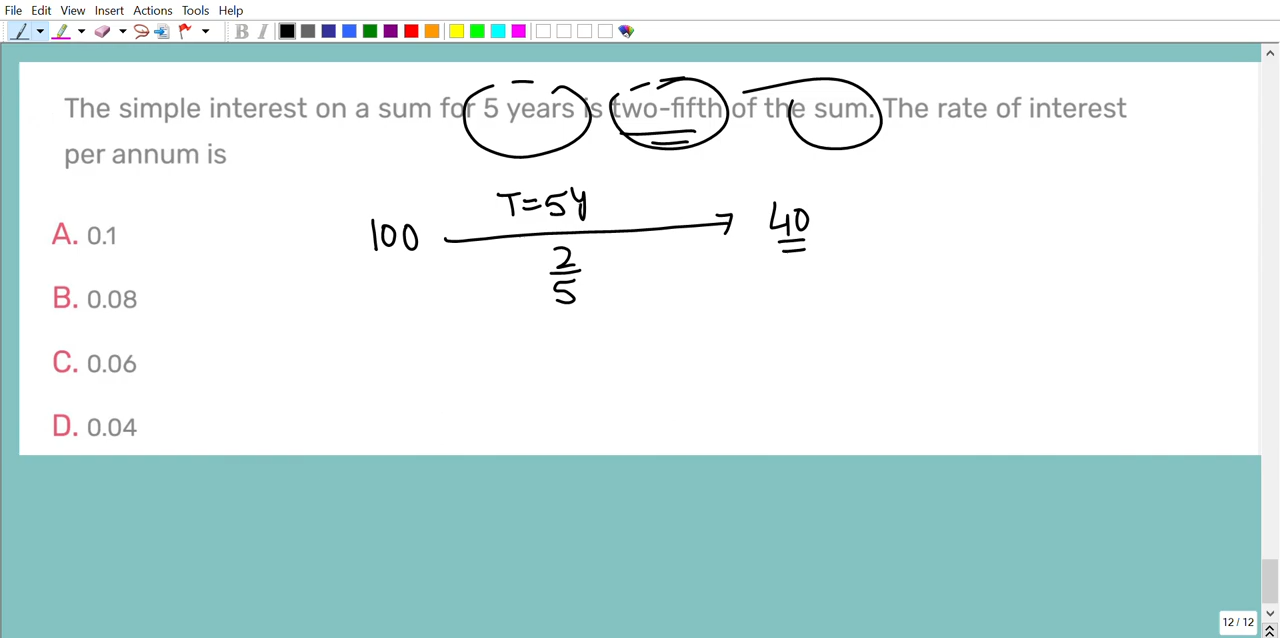 File Edit View Insert Actions Tools Help
B I
The simple interest on a sum for 5 years is two-fifth of the sum. The rate of interest
per annum is
T=5y
100 40
2/5
A. 0.1
B. 0.08
C. 0.06
D. 0.04
12 / 12